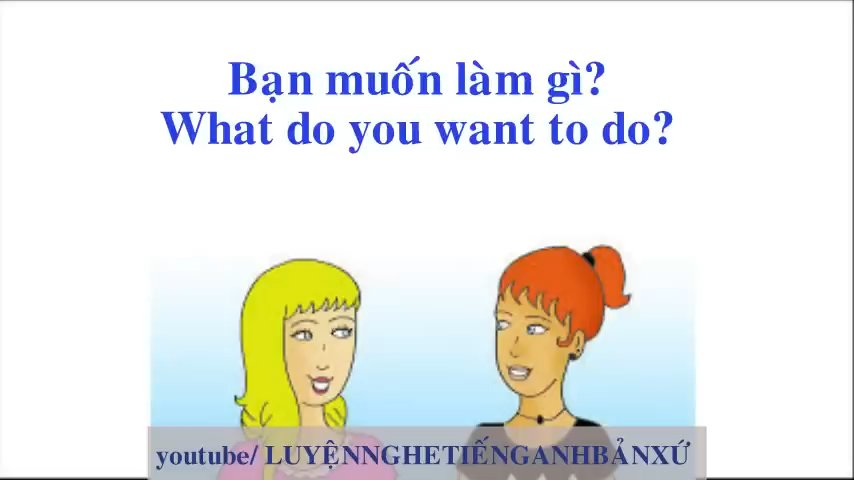 Bạn muốn làm gì?
What do you want to do?
youtube/ LUYỆNNGHETIẾNGANHBẢNXỨ